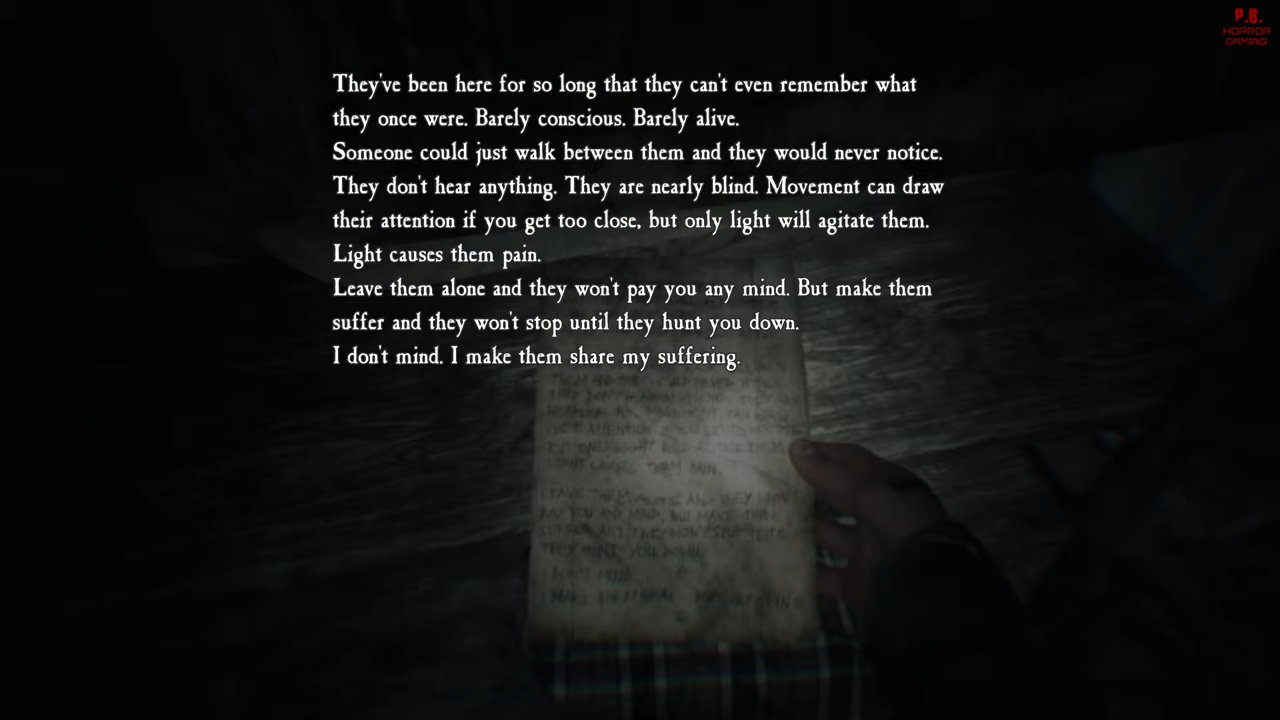 P.B.
HORROR
GAMING
They've been here for so long that they can't even remember what
they once were. Barely conscious. Barely alive.
Someone could just walk between them and they would never notice.
They don't hear anything. They are nearly blind. Movement can draw
their attention if you get too close, but only light will agitate them.
Light causes them pain.
Leave them alone and they won't pay you any mind. But make them
suffer and they won't stop until they hunt you down.
I don't mind. I make them share my suffering.